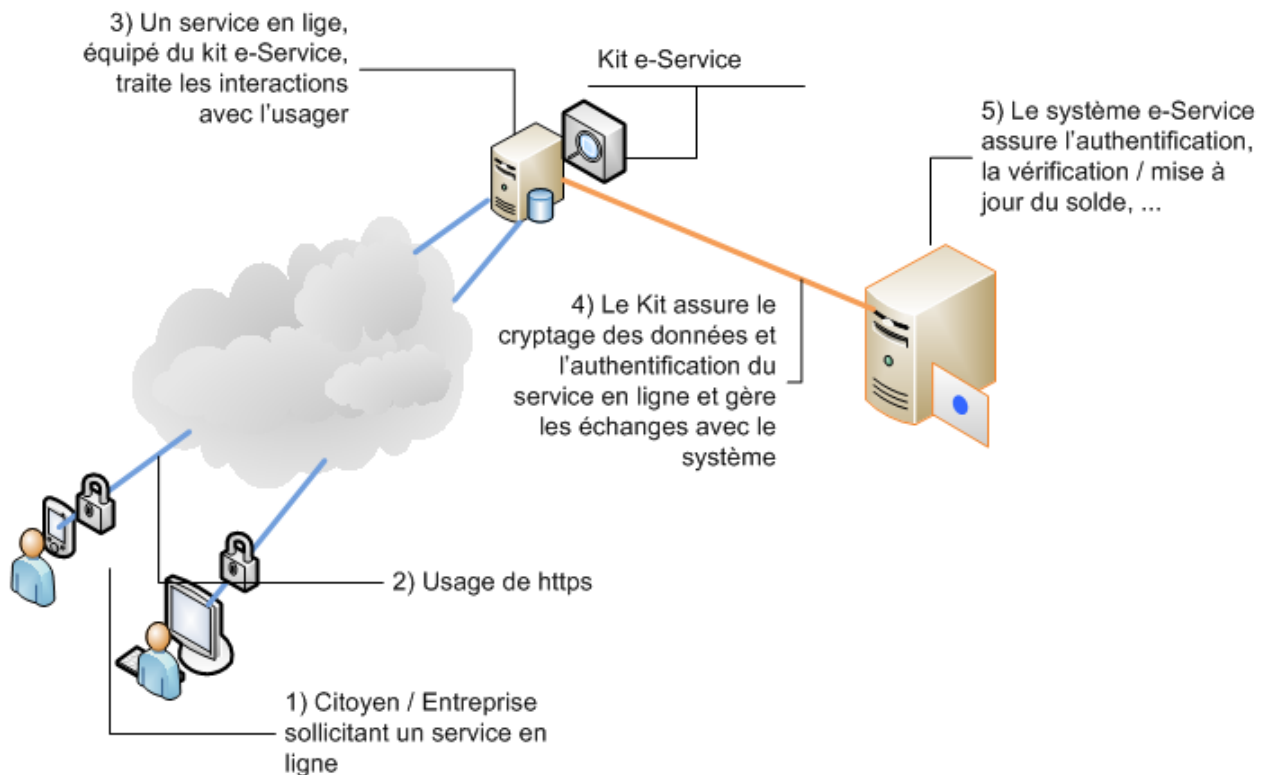 3) Un service en lige,
équipé du kit e-Service,
traite les interactions
avec l'usager
Kit e-Service
5) Le système e-Service
assure l'authentification,
la vérification / mise à
jour du solde, ...
4) Le Kit assure le
cryptage des données et
l'authentification du
service en ligne et gère
les échanges avec le
système
2) Usage de https
1) Citoyen / Entreprise
sollicitant un service en
ligne